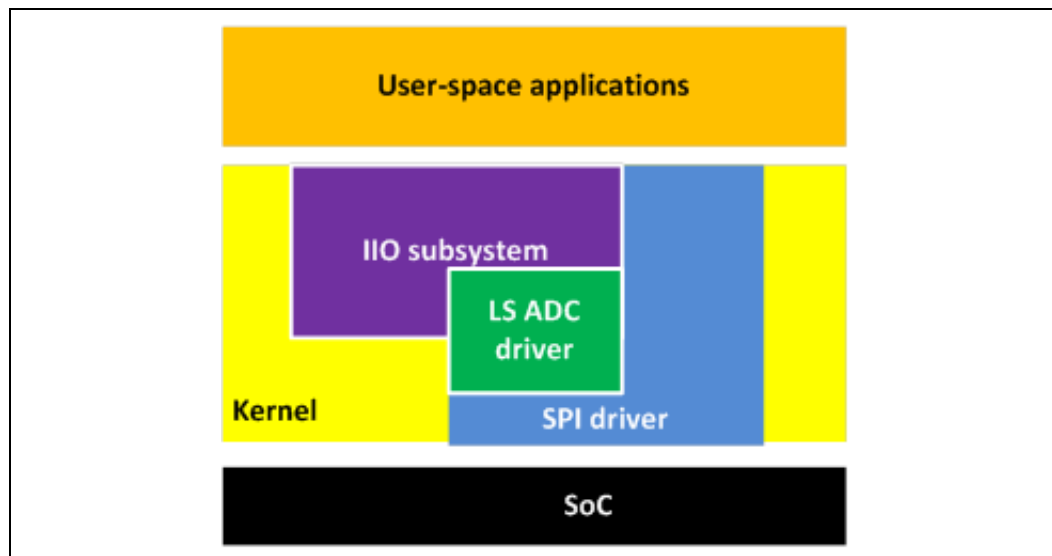 User-space applications
IIO subsystem
LS ADC
driver
Kernel
SPI driver
SoC